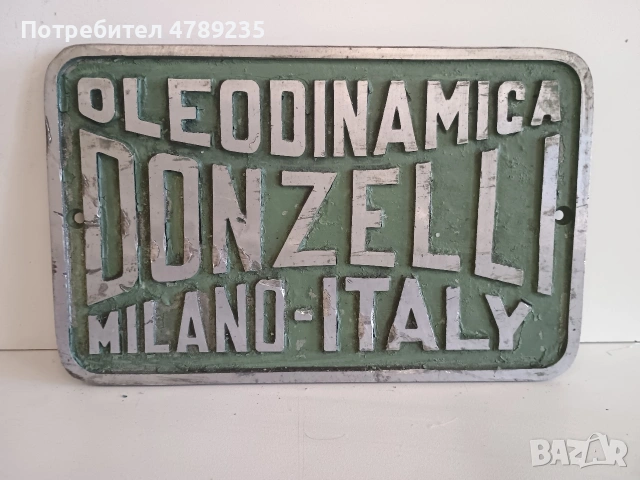 Потребител 4789235
OLEODINAMICA
DONZELLI
MILANO-ITALY
BAZAR